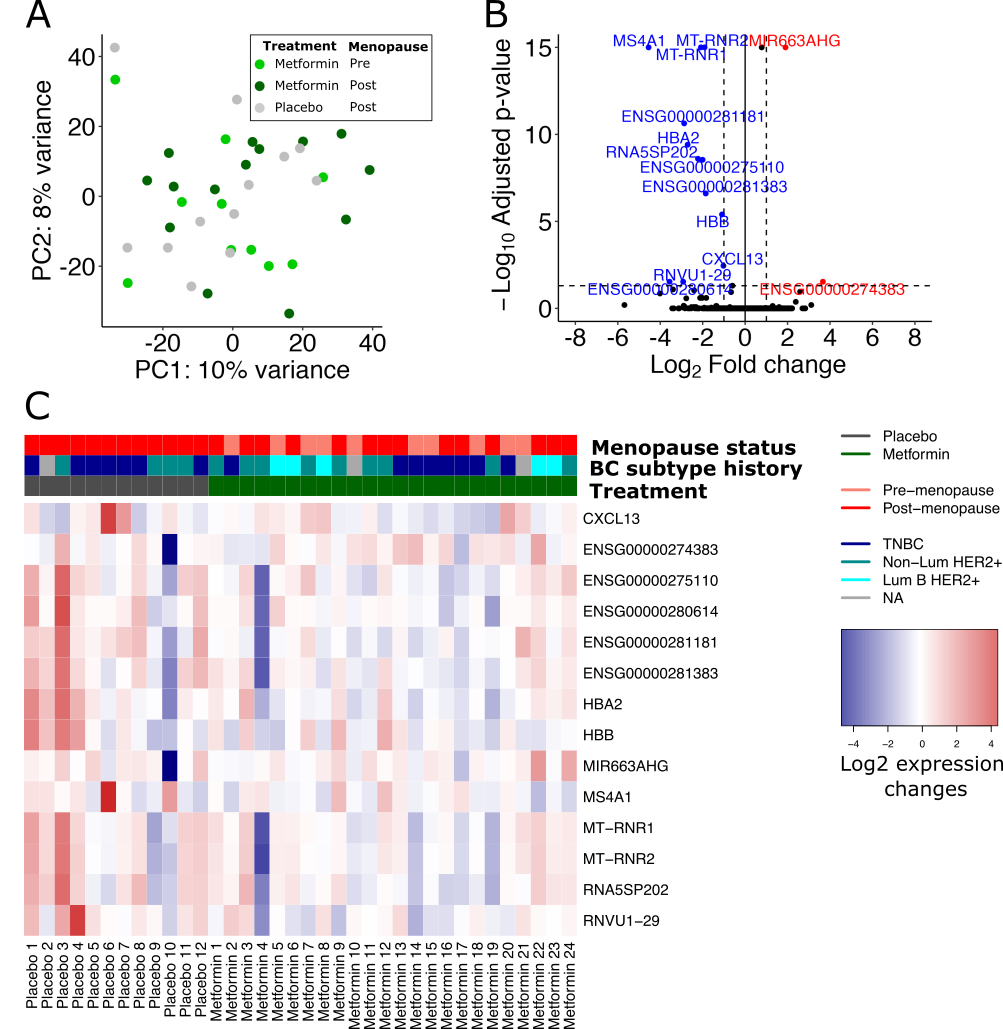 A
Treatment Menopause
Metformin Pre
Metformin Post
Placebo Post
40
20
0
-20
PC2: 8% variance
-20 0 20 40
PC1: 10% variance
B
MS4A1 MT-RNR2 MIR663AHG
MT-RNR1
ENSG00000281181
HBA2
RNA5SP202
ENSG00000275110
ENSG00000281383
HBB
CXCL13
RNVU1-29
ENSG00000280614 ENSG00000274383
15
10
5
0
−Log10 Adjusted p-value
-8 -6 -4 -2 0 2 4 6 8
Log2 Fold change
C
Menopause status
BC subtype history
Treatment
CXCL13
ENSG00000274383
ENSG00000275110
ENSG00000280614
ENSG00000281181
ENSG00000281383
HBA2
HBB
MIR663AHG
MS4A1
MT−RNR1
MT−RNR2
RNA5SP202
RNVU1−29
Placebo 1
Placebo 2
Placebo 3
Placebo 4
Placebo 5
Placebo 6
Placebo 7
Placebo 8
Placebo 9
Placebo 10
Placebo 11
Placebo 12
Metformin 1
Metformin 2
Metformin 3
Metformin 4
Metformin 5
Metformin 6
Metformin 7
Metformin 8
Metformin 9
Metformin 10
Metformin 11
Metformin 12
Metformin 13
Metformin 14
Metformin 15
Metformin 16
Metformin 17
Metformin 18
Metformin 19
Metformin 20
Metformin 21
Metformin 22
Metformin 23
Metformin 24
Placebo
Metformin
Pre−menopause
Post−menopause
TNBC
Non−Lum HER2+
Lum B HER2+
NA
−4 −2 0 2 4
Log2 expression
changes